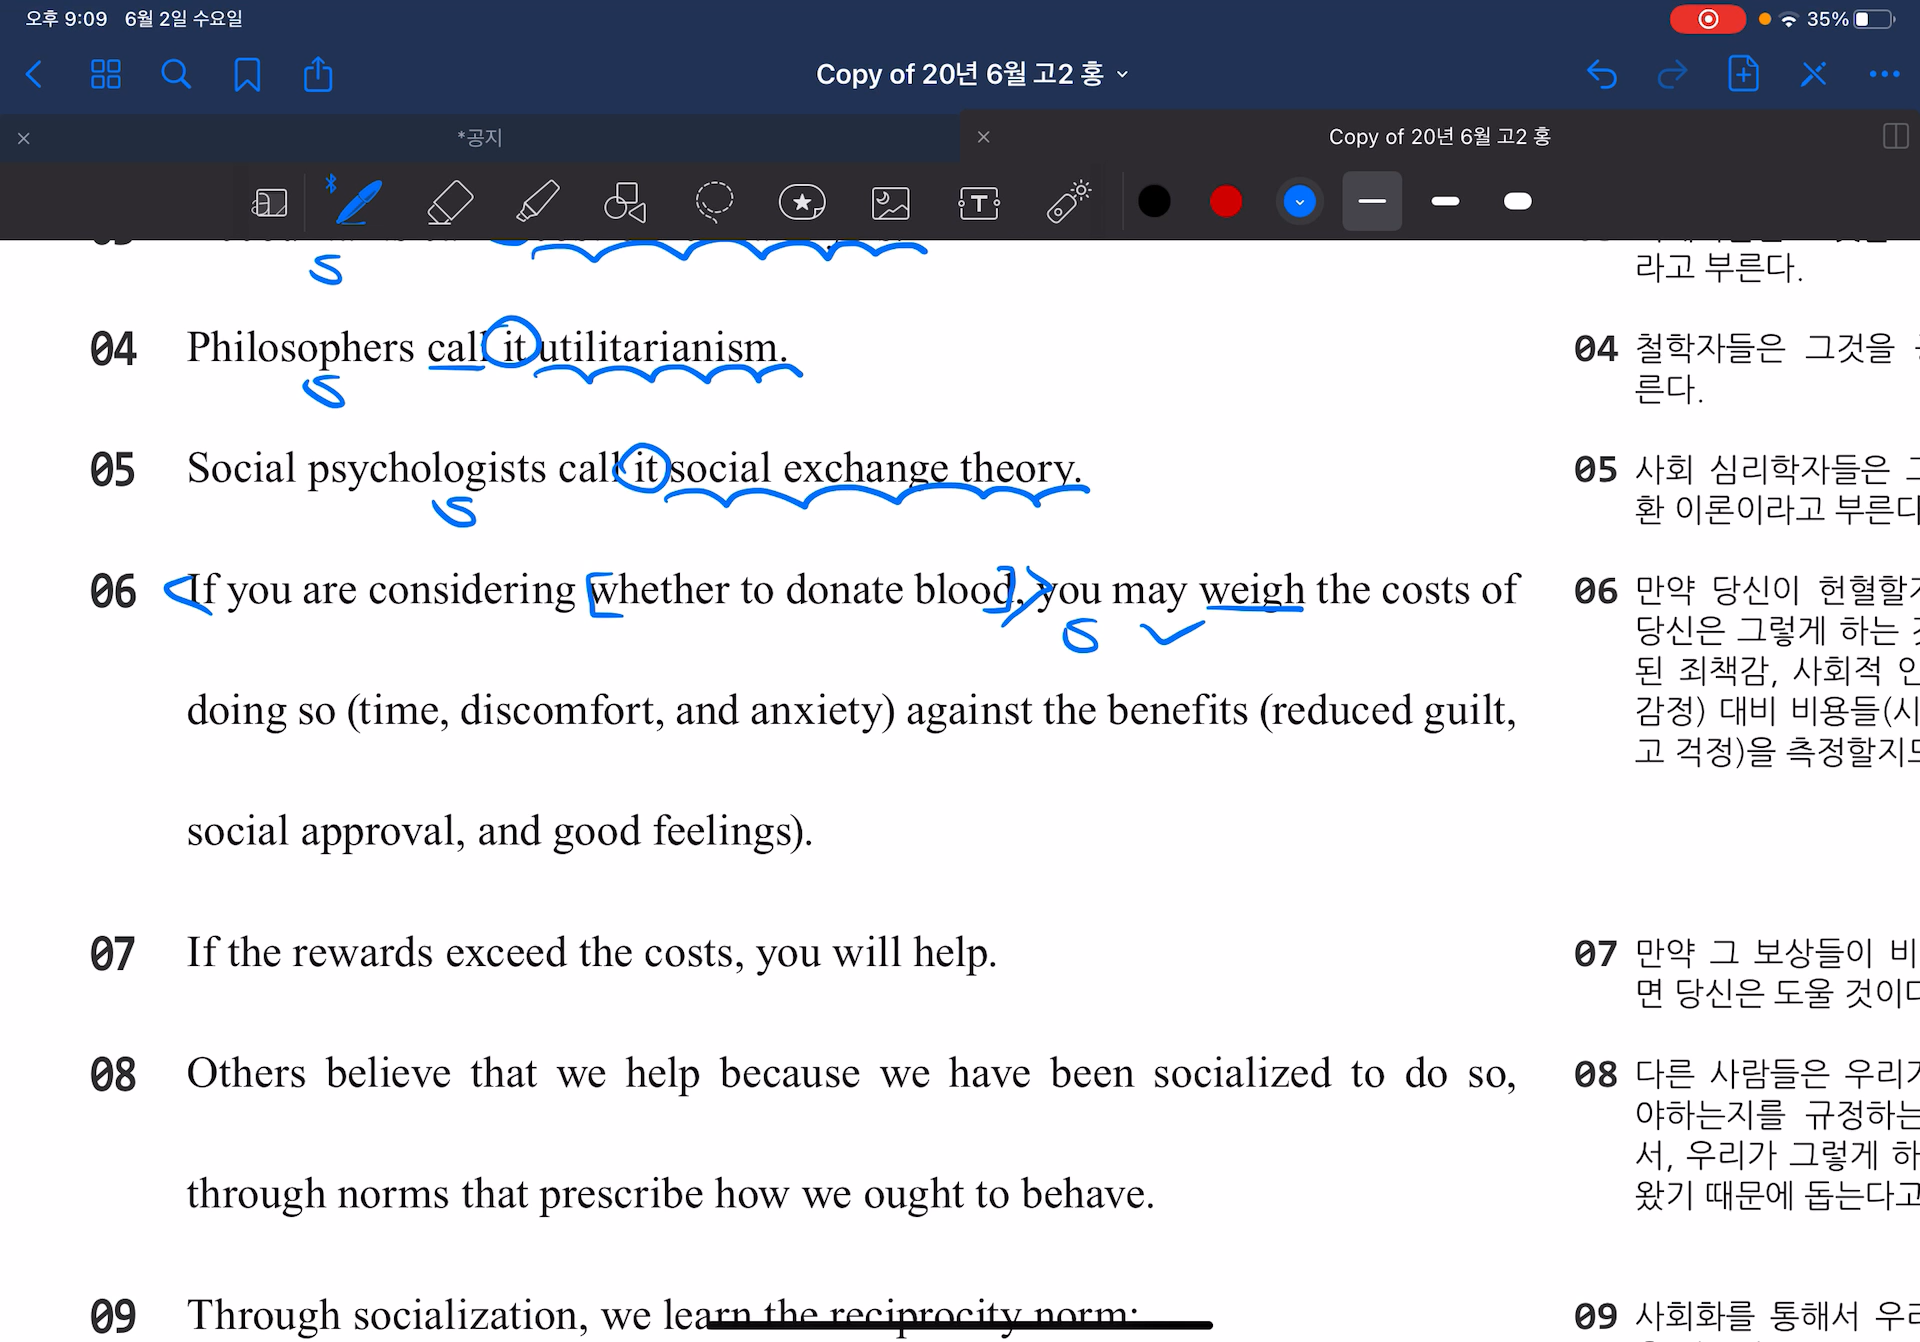 오후 9:09 6월 2일 수요일
35%
Copy of 20년 6월 고2 홍
*공지
Copy of 20년 6월 고2 홍
라고 부른다.
S
04 Philosophers call it utilitarianism.
04 철학자들은 그것을
른다.
S
05 Social psychologists call it social exchange theory.
05 사회 심리학자들은
환 이론이라고 부른다
S
06 <If you are considering [whether to donate blood],> you may weigh the costs of
06 만약 당신이 헌혈할
S
당신은 그렇게 하는
된 죄책감, 사회적 인
doing so (time, discomfort, and anxiety) against the benefits (reduced guilt,
감정) 대비 비용들(시
고 걱정)을 측정할지도
social approval, and good feelings).
07 If the rewards exceed the costs, you will help.
07 만약 그 보상들이 비
면 당신은 도울 것이다
08 Others believe that we help because we have been socialized to do so,
08 다른 사람들은 우리가
야하는지를 규정하는
서, 우리가 그렇게 하
through norms that prescribe how we ought to behave.
왔기 때문에 돕는다고
09 Through socialization, we learn the reciprocity norm:
09 사회화를 통해서 우리